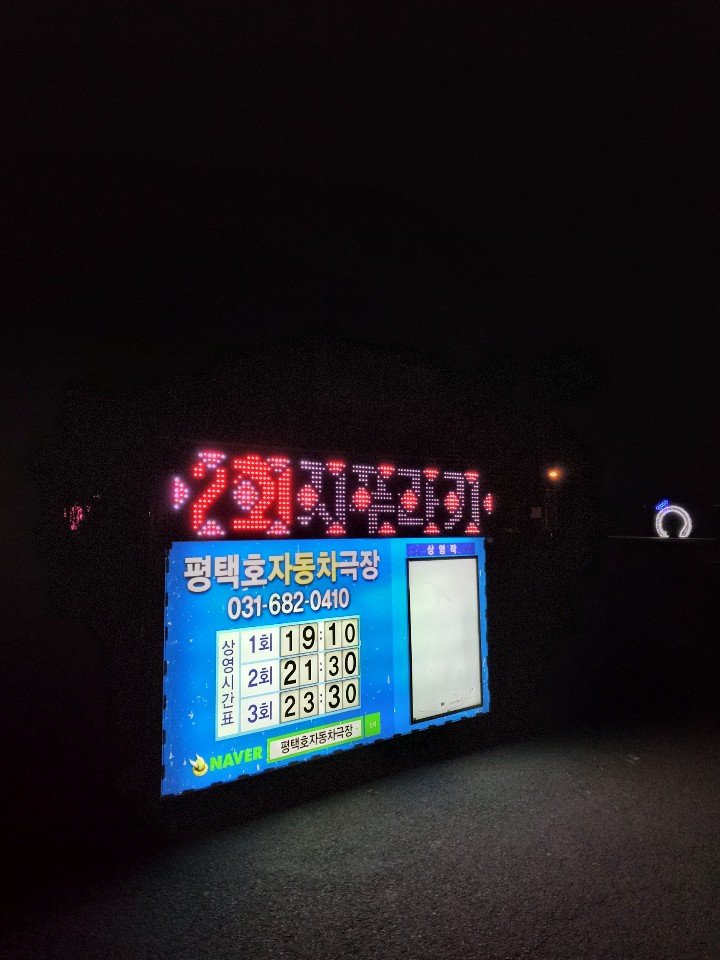 2회
평택호자동차극장
031-682-0410
상영시간표
1회 19:10
2회 21:30
3회 23:30
NAVER 평택호자동차극장
상영작